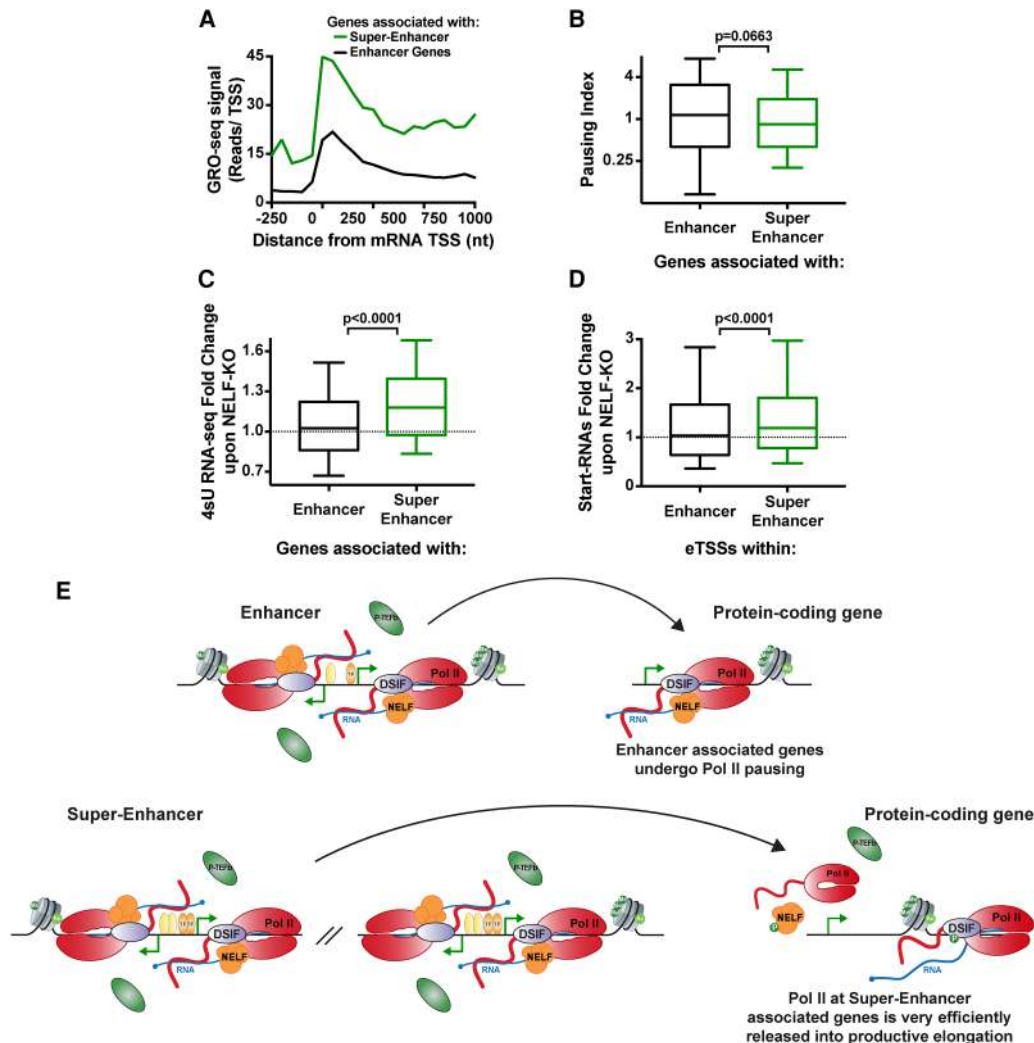 A
Genes associated with:
Super-Enhancer
Enhancer Genes
GRO-seq signal
(Reads/ TSS)
45
30
15
0
-250
0
250
500
750
1000
Distance from mRNA TSS (nt)
B
p=0.0663
Pausing Index
4
1
0.25
Enhancer
Super
Enhancer
Genes associated with:
C
p<0.0001
4sU RNA-seq Fold Change
upon NELF-KO
1.6
1.3
1.0
0.7
Enhancer
Super
Enhancer
Genes associated with:
D
p<0.0001
Start-RNAs Fold Change
upon NELF-KO
3
2
1
0
Enhancer
Super
Enhancer
eTSSs within:
E
Enhancer
P-TEFb
Protein-coding gene
DSIF
Pol II
NELF
RNA
DSIF
Pol II
NELF
RNA
Enhancer associated genes
undergo Pol II pausing
Super-Enhancer
Protein-coding gene
P-TEFb
P-TEFb
P-TEFb
Pol II
DSIF
Pol II
NELF
RNA
DSIF
Pol II
NELF
RNA
NELF
P
DSIF
P
Pol II
RNA
Pol II at Super-Enhancer
associated genes is very efficiently
released into productive elongation